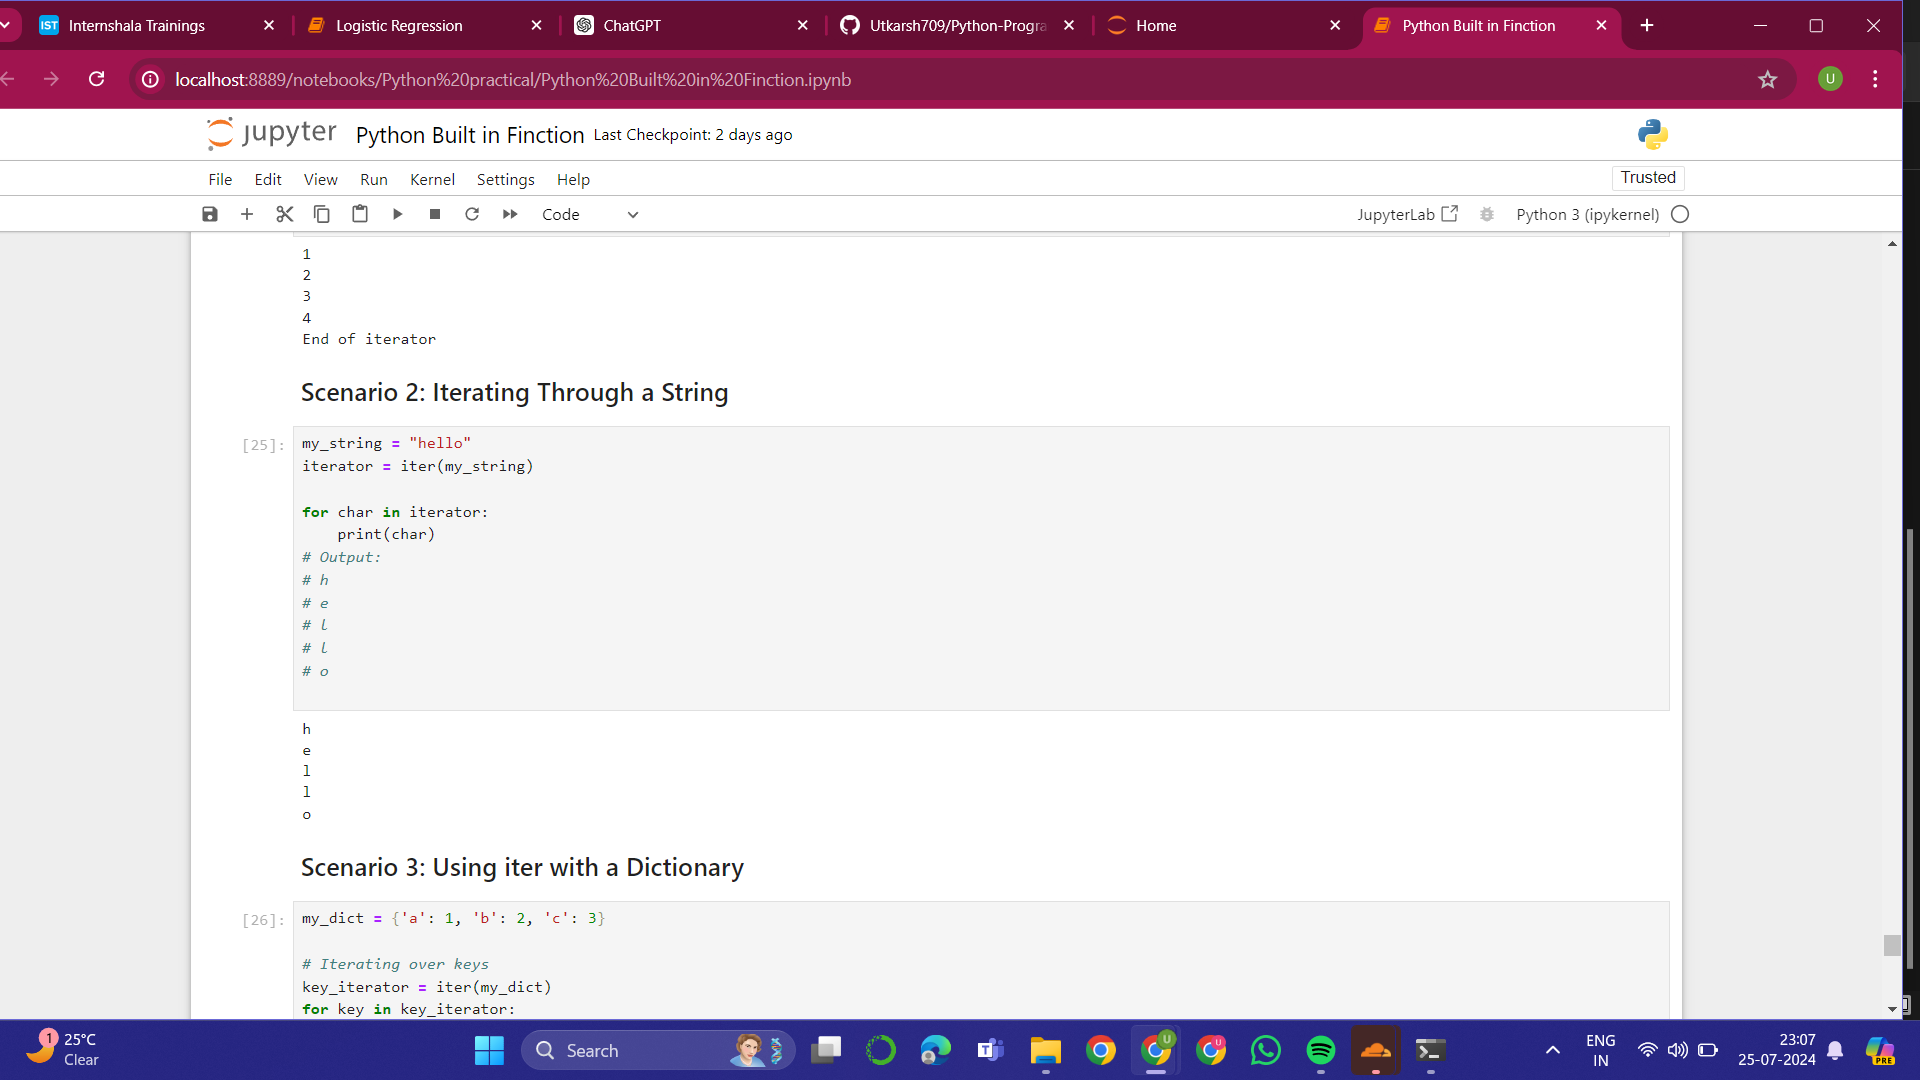 IST Internshala Trainings
Logistic Regression
ChatGPT
Utkarsh709/Python-Progra
Home
Python Built in Finction
localhost:8889/notebooks/Python%20practical/Python%20Built%20in%20Finction.ipynb
U
jupyter Python Built in Finction Last Checkpoint: 2 days ago
File Edit View Run Kernel Settings Help
Trusted
Code
JupyterLab
Python 3 (ipykernel)
1
2
3
4
End of iterator
Scenario 2: Iterating Through a String
[25]:
my_string = "hello"
iterator = iter(my_string)
for char in iterator:
    print(char)
# Output:
# h
# e
# l
# l
# o
h
e
l
l
o
Scenario 3: Using iter with a Dictionary
[26]:
my_dict = {'a': 1, 'b': 2, 'c': 3}
# Iterating over keys
key_iterator = iter(my_dict)
for key in key_iterator:
1
25°C
Clear
Search
U
U
ENG
IN
23:07
25-07-2024
PRE